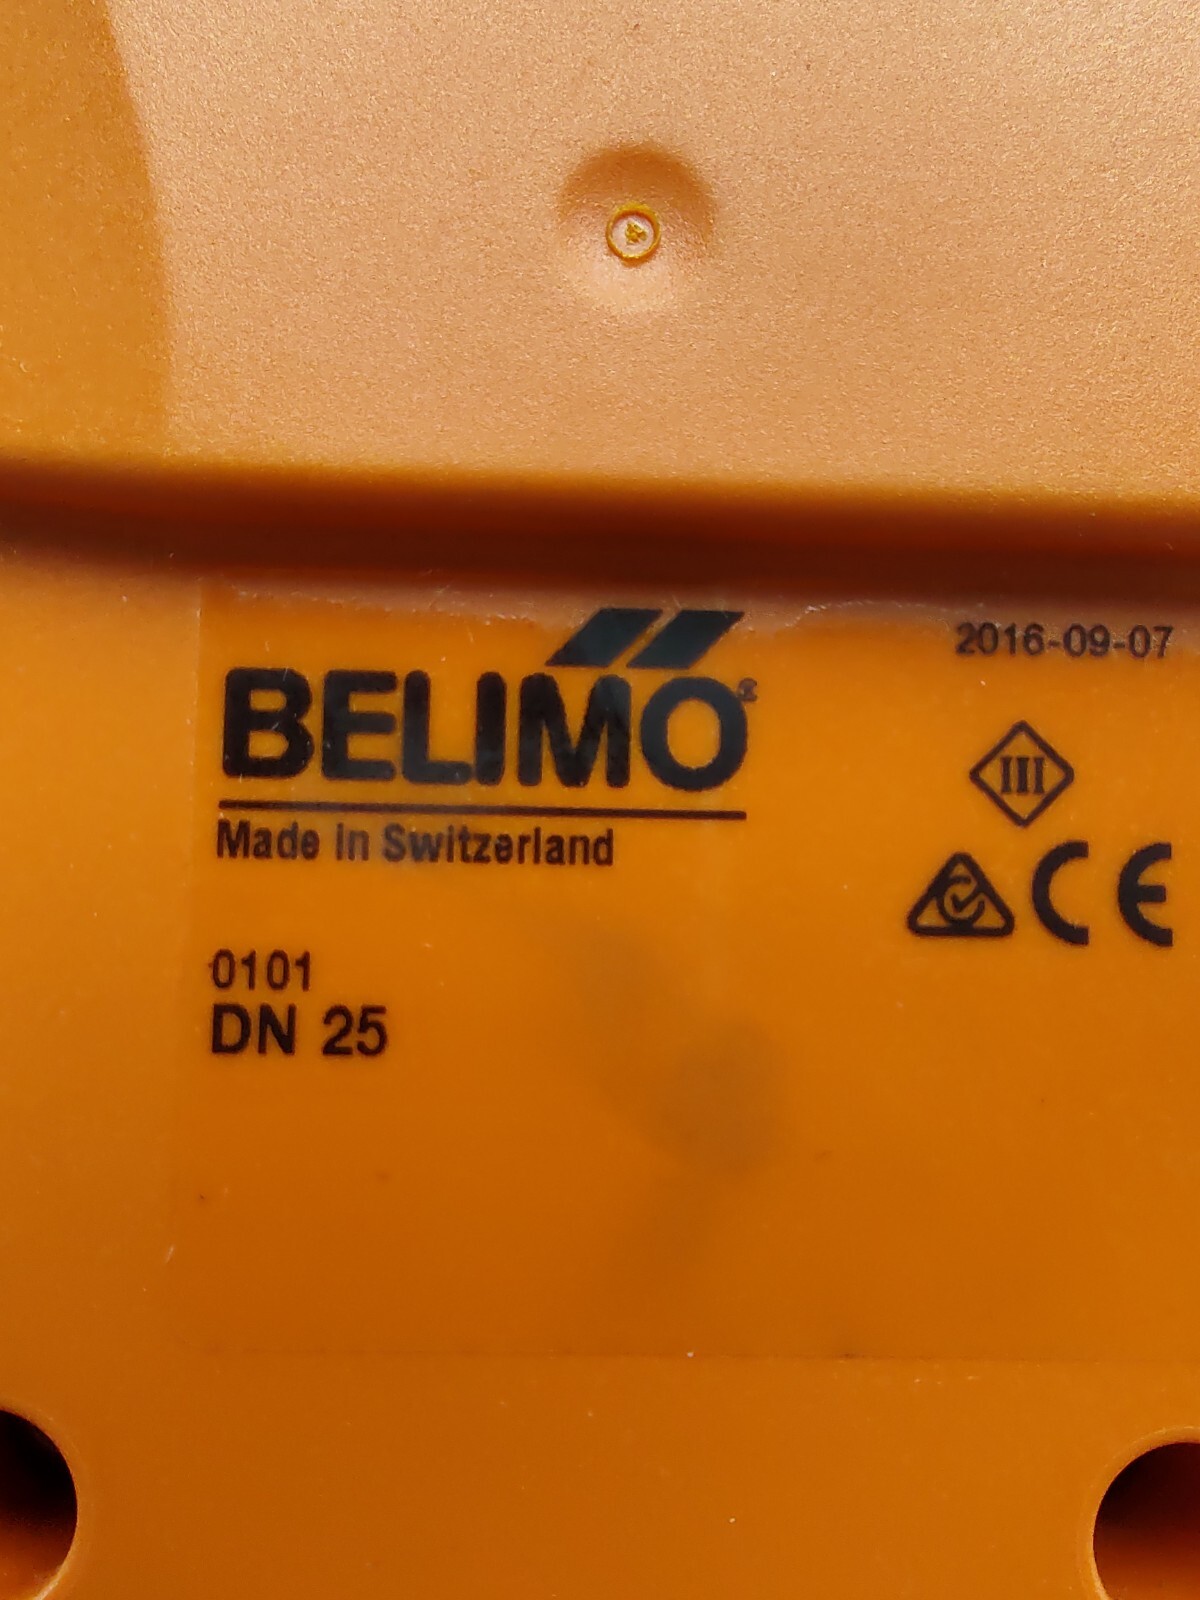 BELIMO®
Made in Switzerland
2016-09-07
III
CE
0101
DN 25